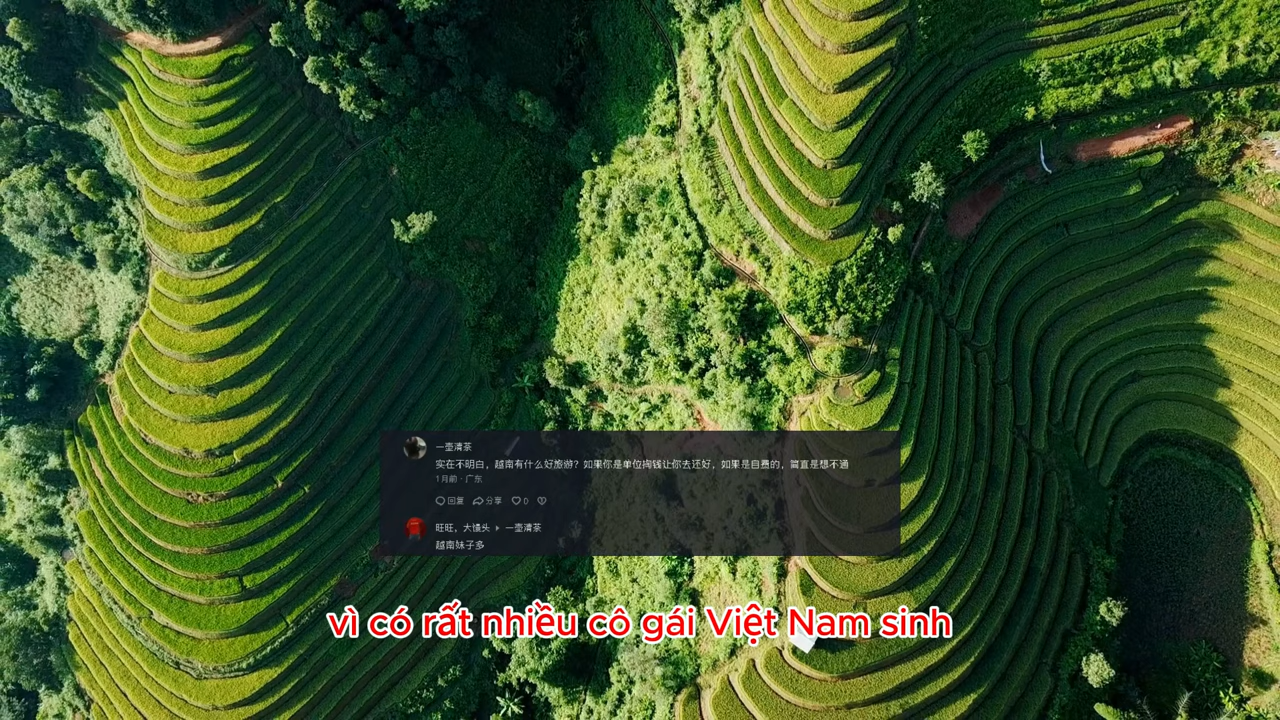 一壶清茶
实在不明白，越南有什么好旅游？如果你是单位掏钱让你去还好，如果是自费的，简直是想不通
1月前 · 广东
回复 分享 0
旺旺，大馒头 ▸ 一壶清茶
越南妹子多
vì có rất nhiều cô gái Việt Nam sinh